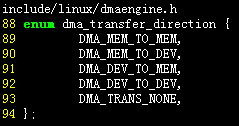 include/linux/dmaengine.h
88 enum dma_transfer_direction {
89         DMA_MEM_TO_MEM,
90         DMA_MEM_TO_DEV,
91         DMA_DEV_TO_MEM,
92         DMA_DEV_TO_DEV,
93         DMA_TRANS_NONE,
94 };